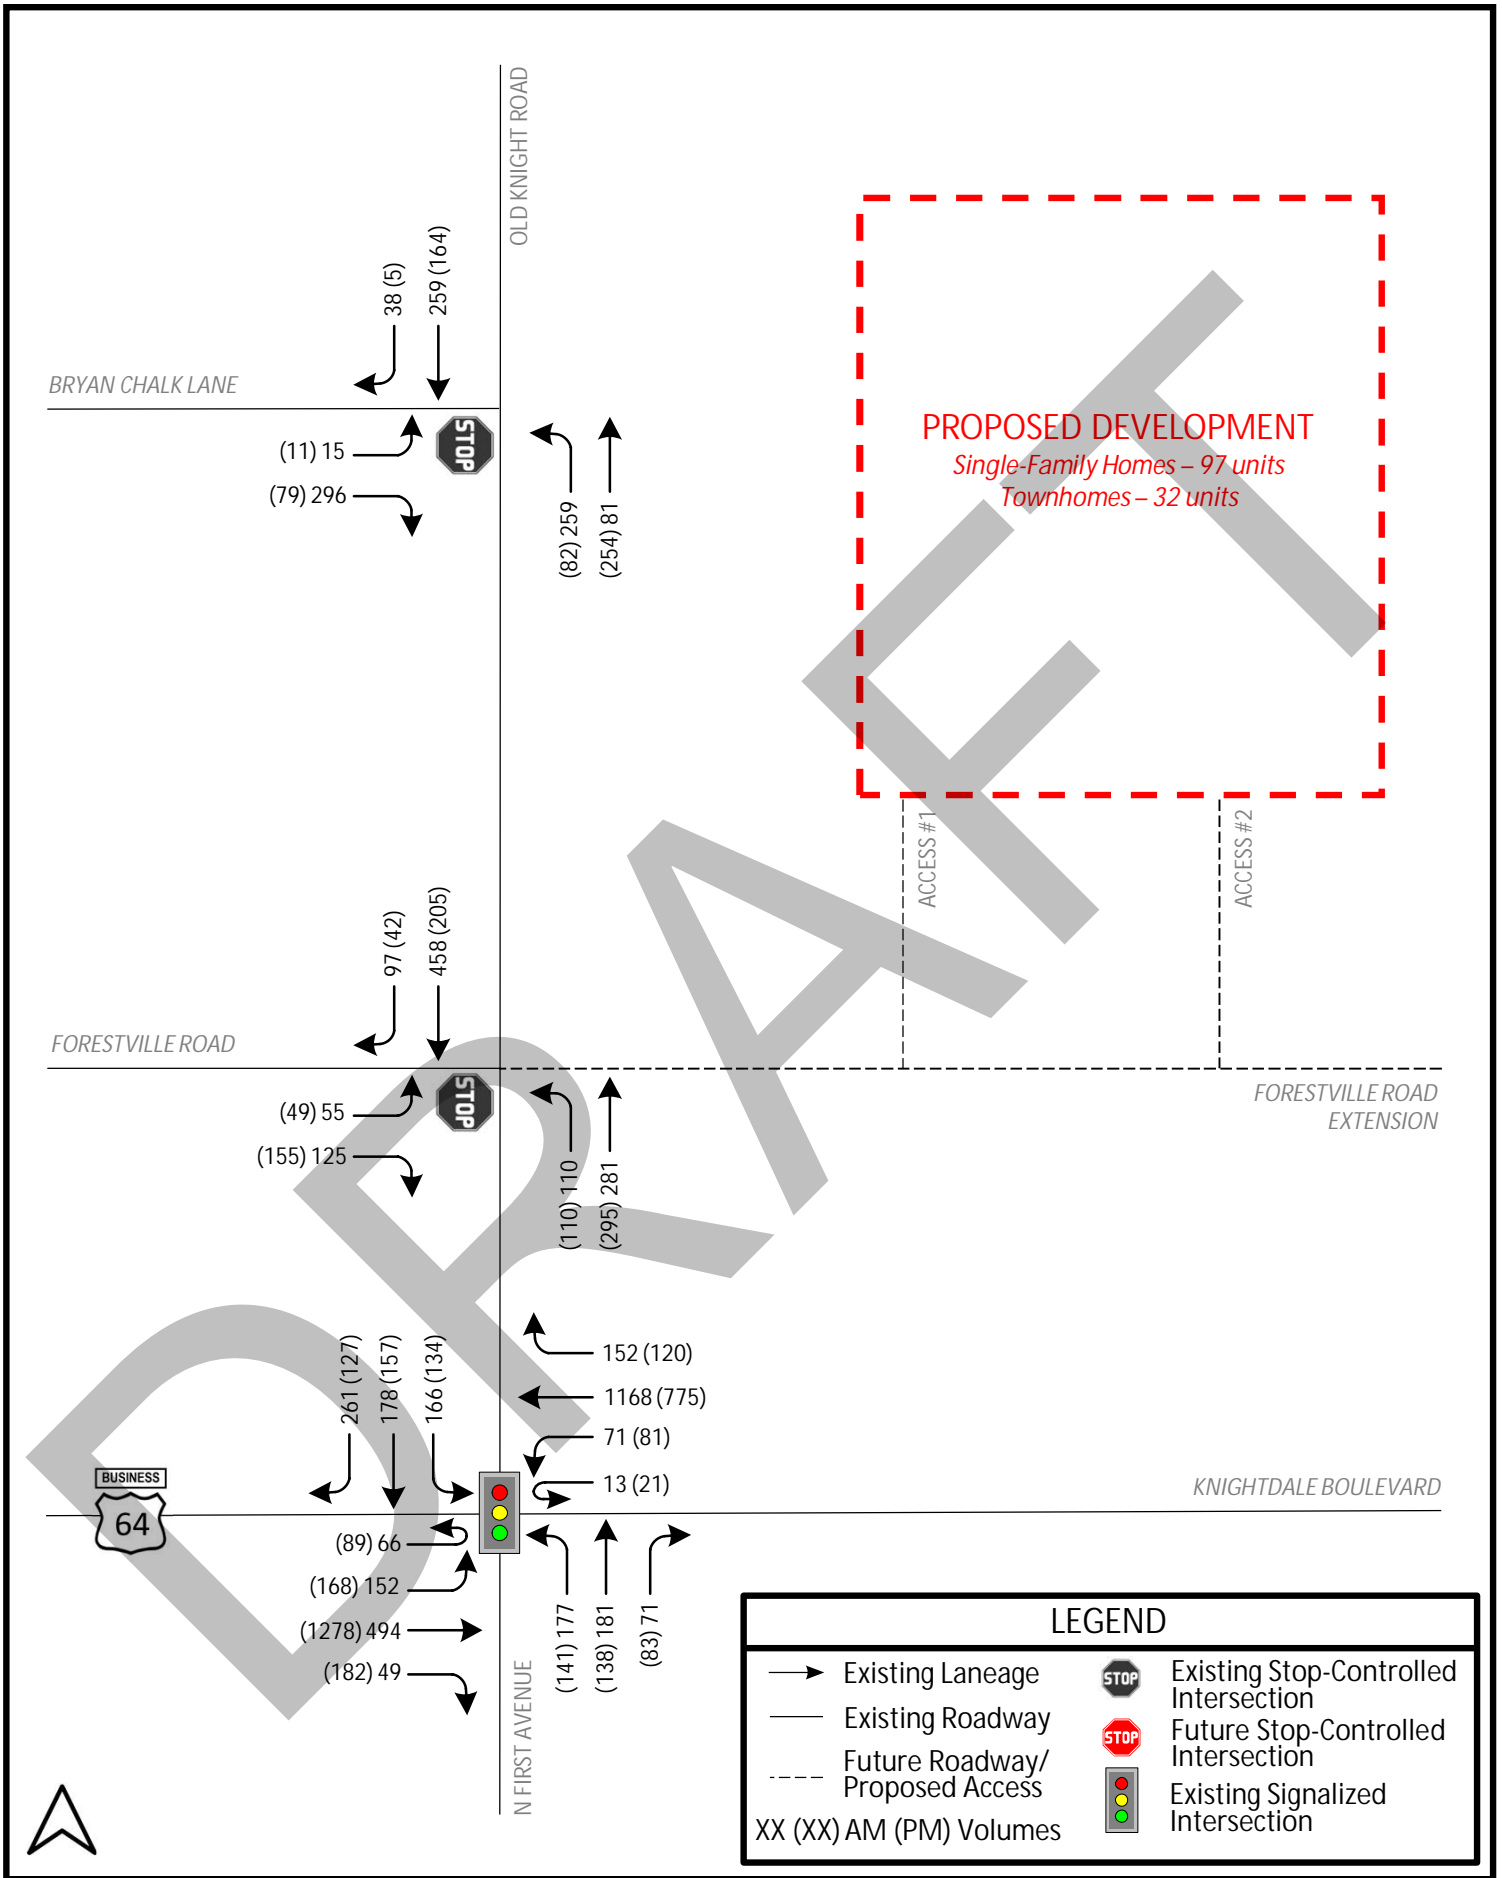 OLD KNIGHT ROAD
38 (5)
259 (164)
BRYAN CHALK LANE
STOP
(11) 15
(79) 296
(82) 259
(254) 81
PROPOSED DEVELOPMENT
Single-Family Homes – 97 units
Townhomes – 32 units
ACCESS #1
ACCESS #2
97 (42)
458 (205)
FORESTVILLE ROAD
STOP
(49) 55
(155) 125
(110) 110
(295) 281
FORESTVILLE ROAD
EXTENSION
261 (127)
178 (157)
166 (134)
152 (120)
1168 (775)
71 (81)
13 (21)
KNIGHTDALE BOULEVARD
BUSINESS
64
(89) 66
(168) 152
(1278) 494
(182) 49
(141) 177
(138) 181
(83) 71
N FIRST AVENUE
DRAFT
LEGEND
Existing Laneage
Existing Roadway
Future Roadway/
Proposed Access
XX (XX) AM (PM) Volumes
STOP
Existing Stop-Controlled
Intersection
STOP
Future Stop-Controlled
Intersection
Existing Signalized
Intersection